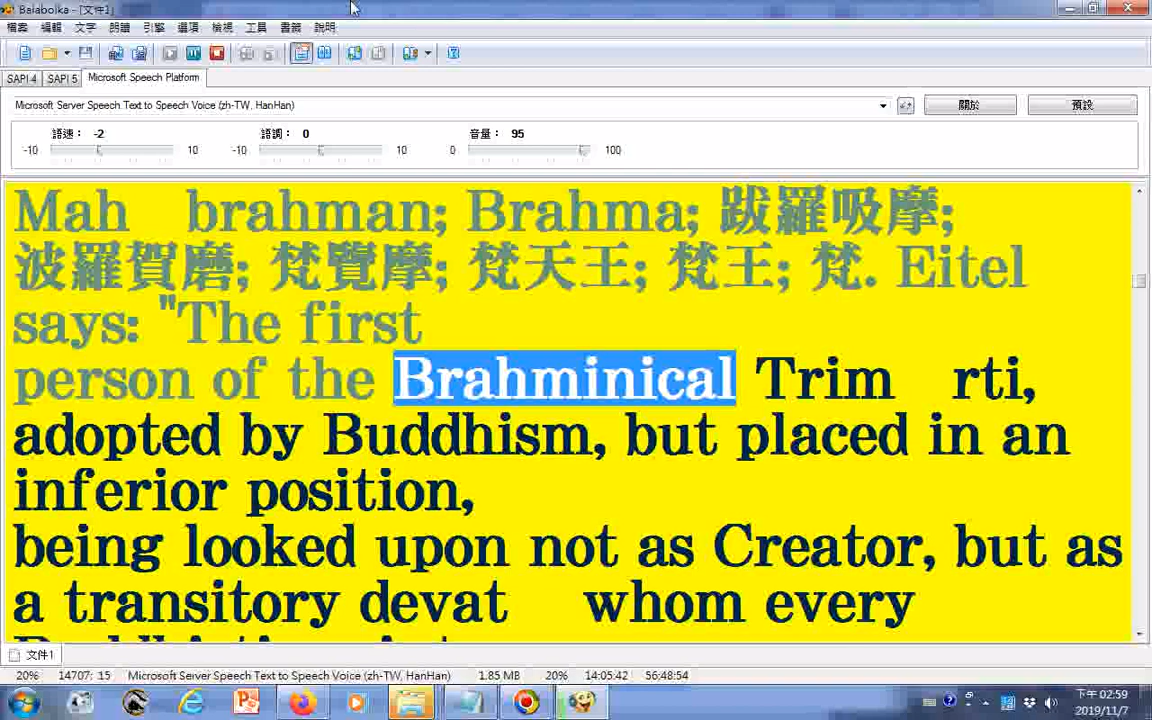 Balabolka - [文件1]
檔案 編輯 文字 朗讀 引擎 選項 檢視 工具 書籤 說明
SAPI 4 SAPI 5 Microsoft Speech Platform
Microsoft Server Speech Text to Speech Voice (zh-TW, HanHan) 關於 預設
語速: -2 語調: 0 音量: 95
-10 10 -10 10 0 100
Mah brahman; Brahma; 跋羅吸摩;
波羅賀磨; 梵覽摩; 梵天王; 梵王; 梵. Eitel
says: "The first
person of the Brahminical Trim rti,
adopted by Buddhism, but placed in an
inferior position,
being looked upon not as Creator, but as
a transitory devat whom every
文件1
20% 14707: 15 Microsoft Server Speech Text to Speech Voice (zh-TW, HanHan) 1.85 MB 20% 14:05:42 56:48:54
下午 02:59
2019/11/7